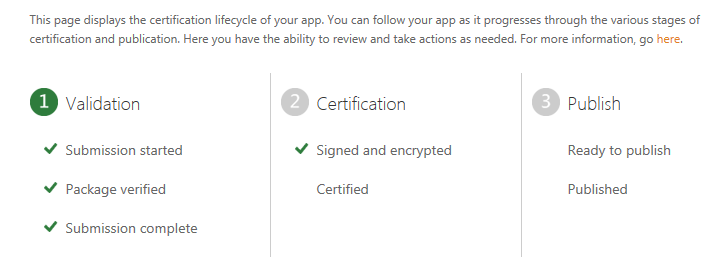 This page displays the certification lifecycle of your app. You can follow your app as it progresses through the various stages of
certification and publication. Here you have the ability to review and take actions as needed. For more information, go here.
1 Validation
Submission started
Package verified
Submission complete
2 Certification
Signed and encrypted
Certified
3 Publish
Ready to publish
Published